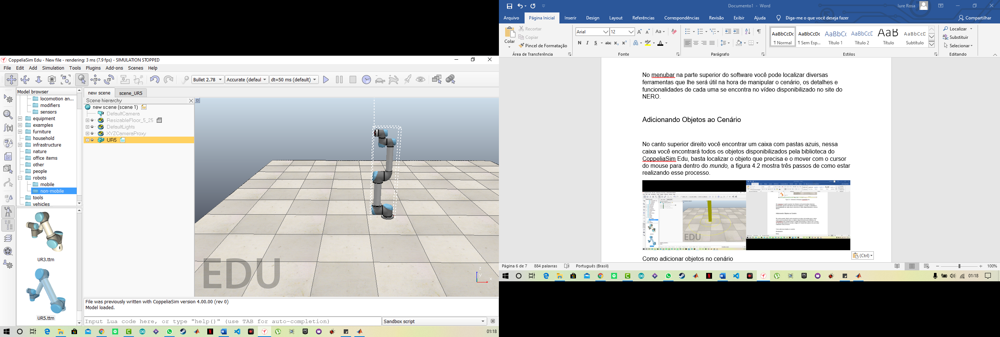 CoppeliaSim Edu - New file - rendering: 3 ms (7.9 fps) - SIMULATION STOPPED
File Edit Add Simulation Tools Plugins Add-ons Scenes Help
Bullet 2.78 Accurate (defaul dt=50 ms (default)
Model browser
locomotion an...
modifiers
sensors
equipment
examples
furniture
household
infrastructure
nature
office items
other
people
robots
mobile
non-mobile
tools
vehicles
UR3.ttm
UR5.ttm
new scene scene_UR5
Scene hierarchy
new scene (scene 1)
DefaultCamera
ResizableFloor_5_25
DefaultLights
XYZCameraProxy
UR5
EDU
z
y
x
File was previously written with CoppeliaSim version 4.00.00 (rev 0)
Model loaded.
Input Lua code here, or type "help()" (use TAB for auto-completion)
Sandbox script
01:18
Documento1 - Word
Iure Rosa
Arquivo Página Inicial Inserir Design Layout Referências Correspondências Revisão Exibir Ajuda Diga-me o que você deseja fazer Compartilhar
Colar
Recortar
Copiar
Pincel de Formatação
Área de Transferência
Arial 12
N I S abc x₂ x²
Fonte
Parágrafo
AaBbCcDc AaBbCcDc AaBbCc AaBbCcC AaB AaBbCcD
¶ Normal ¶ Sem Esp... Título 1 Título 2 Título Subtítulo
Estilos
Localizar
Substituir
Selecionar
Editando
No menubar na parte superior do software você pode localizar diversas
ferramentas que lhe será útil na hora de manipular o cenário, os detalhes e
funcionalidades de cada uma se encontra no vídeo disponibilizado no site do
NERO.
Adicionando Objetos ao Cenário
No canto superior direito você encontrar um caixa com pastas azuis, nessa
caixa você encontrará todos os objetos disponibilizados pela biblioteca do
CoppeliaSim Edu, basta localizar o objeto que precisa e o mover com o cursor
do mouse para dentro do mundo, a figura 4.2 mostra três passos de como estar
realizando esse processo.
EDU
Adicionando Objetos ao Cenário
Como adicionar objetos no cenário
(Ctrl)
Página 6 de 7 884 palavras Português (Brasil) 100%
01:18